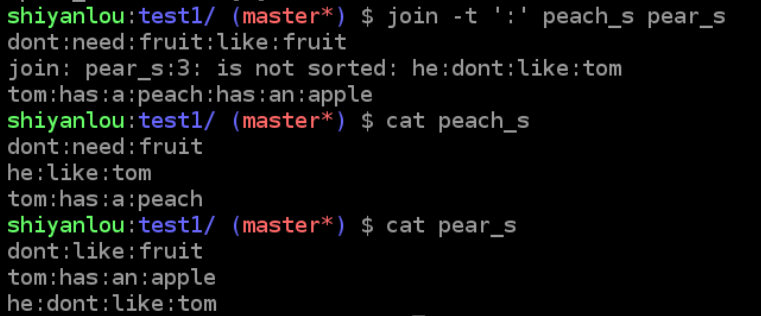 shiyanlou:test1/ (master*) $ join -t ':' peach_s pear_s
dont:need:fruit:like:fruit
join: pear_s:3: is not sorted: he:dont:like:tom
tom:has:a:peach:has:an:apple
shiyanlou:test1/ (master*) $ cat peach_s
dont:need:fruit
he:like:tom
tom:has:a:peach
shiyanlou:test1/ (master*) $ cat pear_s
dont:like:fruit
tom:has:an:apple
he:dont:like:tom